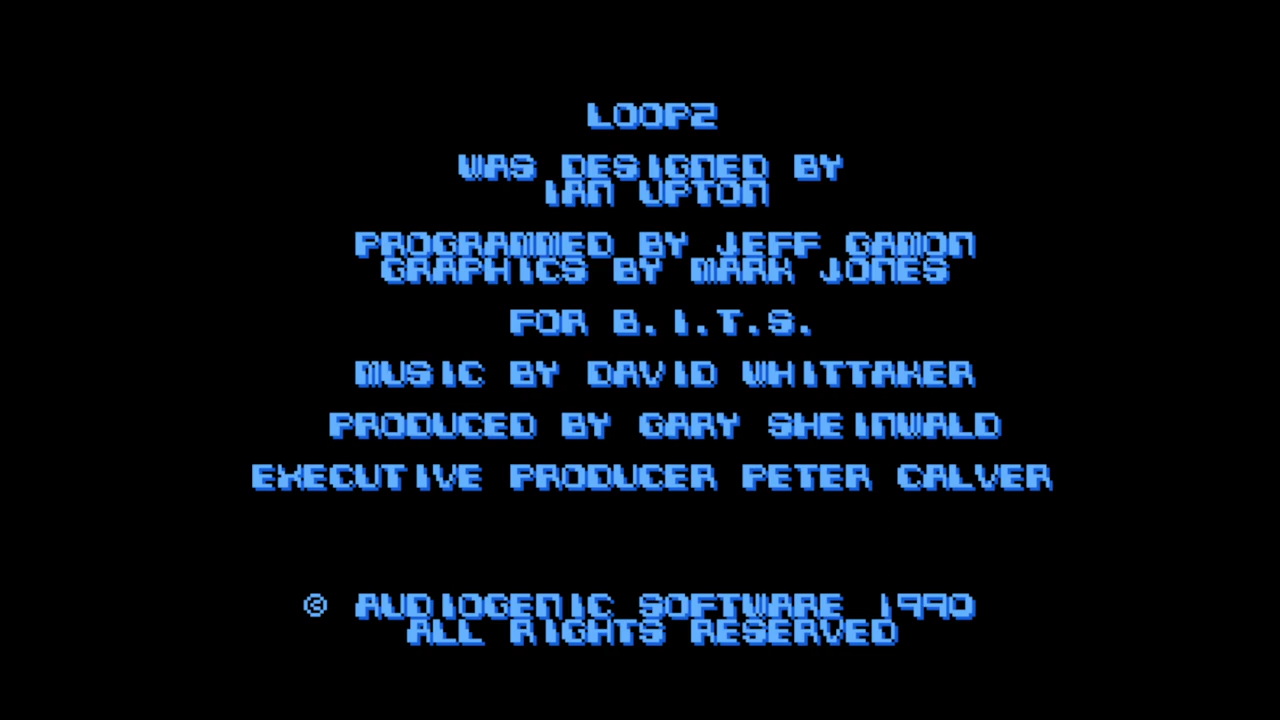 LOOPZ
WAS DESIGNED BY
IAN UPTON
PROGRAMMED BY JEFF GAMON
GRAPHICS BY MARK JONES
FOR B.I.T.S.
MUSIC BY DAVID WHITTAKER
PRODUCED BY GARY SHEINWALD
EXECUTIVE PRODUCER PETER CALVER
© AUDIOGENIC SOFTWARE 1990
ALL RIGHTS RESERVED